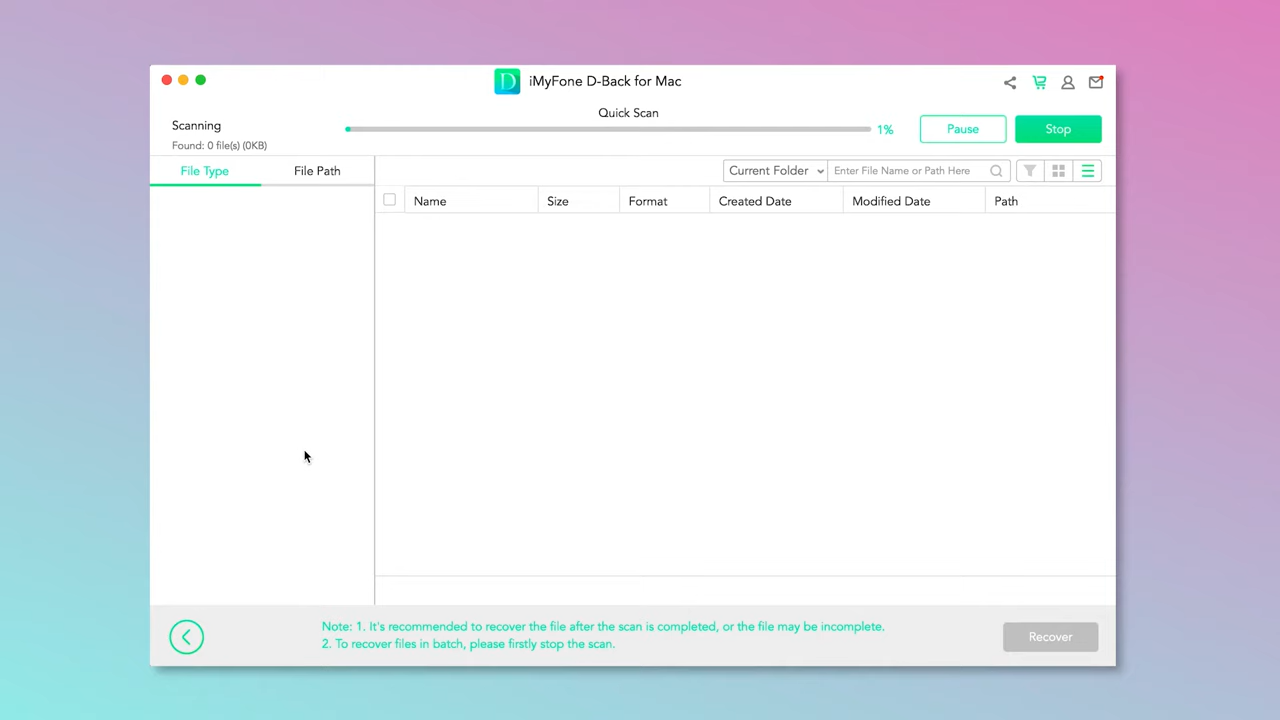 D iMyFone D-Back for Mac
Quick Scan
Scanning
1%
Pause
Stop
Found: 0 file(s) (0KB)
File Type
File Path
Current Folder
Enter File Name or Path Here
Name
Size
Format
Created Date
Modified Date
Path
Note: 1. It's recommended to recover the file after the scan is completed, or the file may be incomplete.
2. To recover files in batch, please firstly stop the scan.
Recover